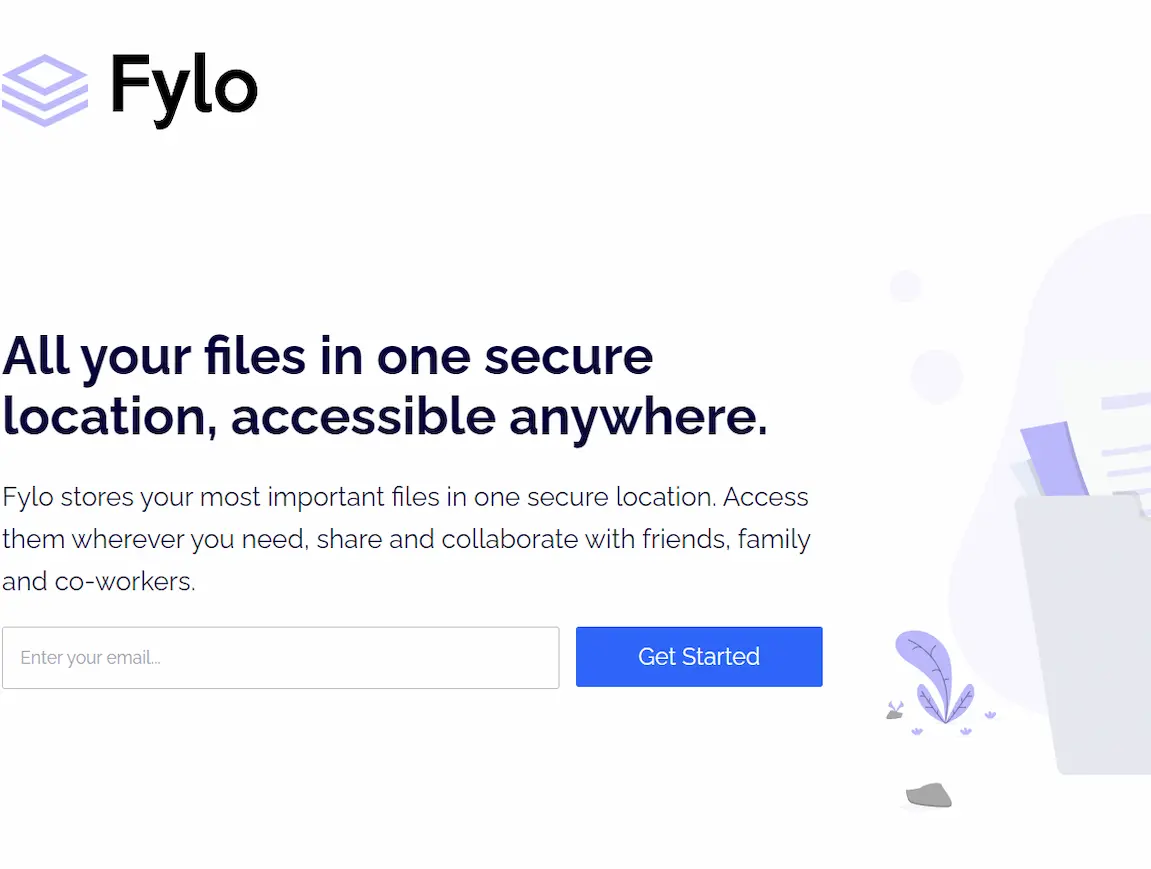 Fylo
All your files in one secure
location, accessible anywhere.
Fylo stores your most important files in one secure location. Access
them wherever you need, share and collaborate with friends, family
and co-workers.
Enter your email...
Get Started